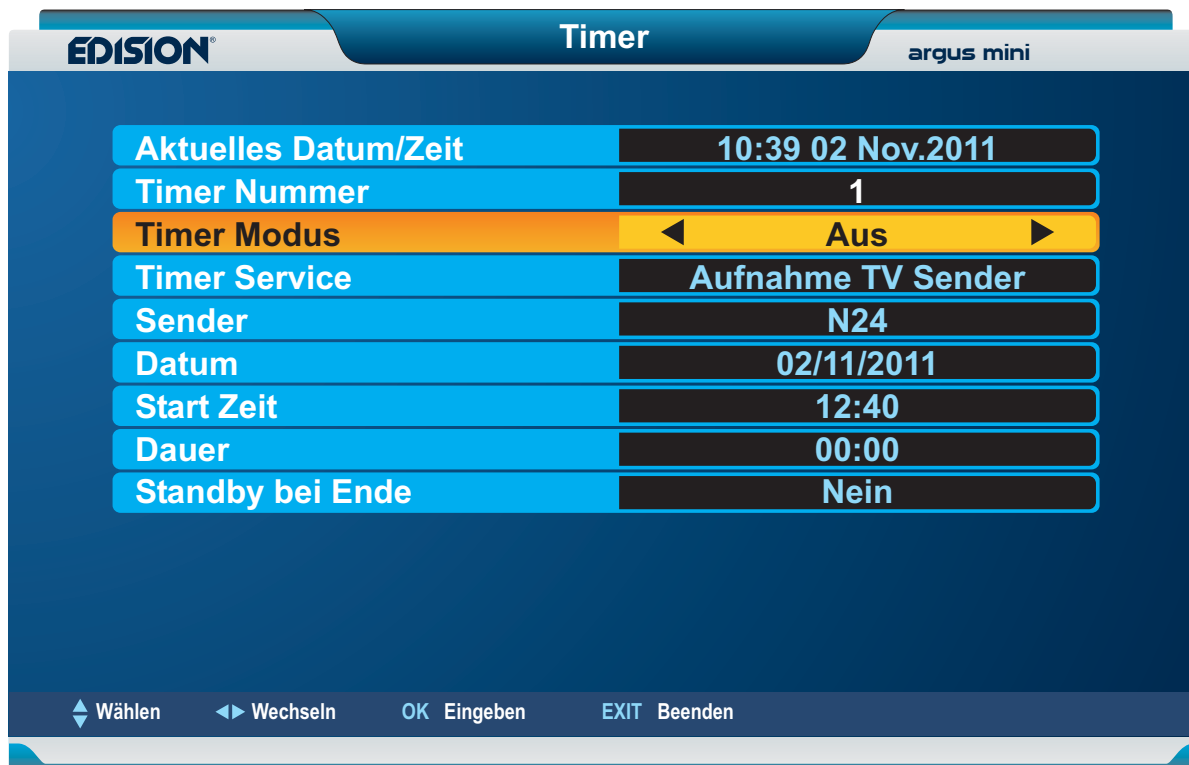 Timer
EDISION®
argus mini
Aktuelles Datum/Zeit 10:39 02 Nov.2011
Timer Nummer 1
Timer Modus Aus
Timer Service Aufnahme TV Sender
Sender N24
Datum 02/11/2011
Start Zeit 12:40
Dauer 00:00
Standby bei Ende Nein
Wählen Wechseln OK Eingeben EXIT Beenden